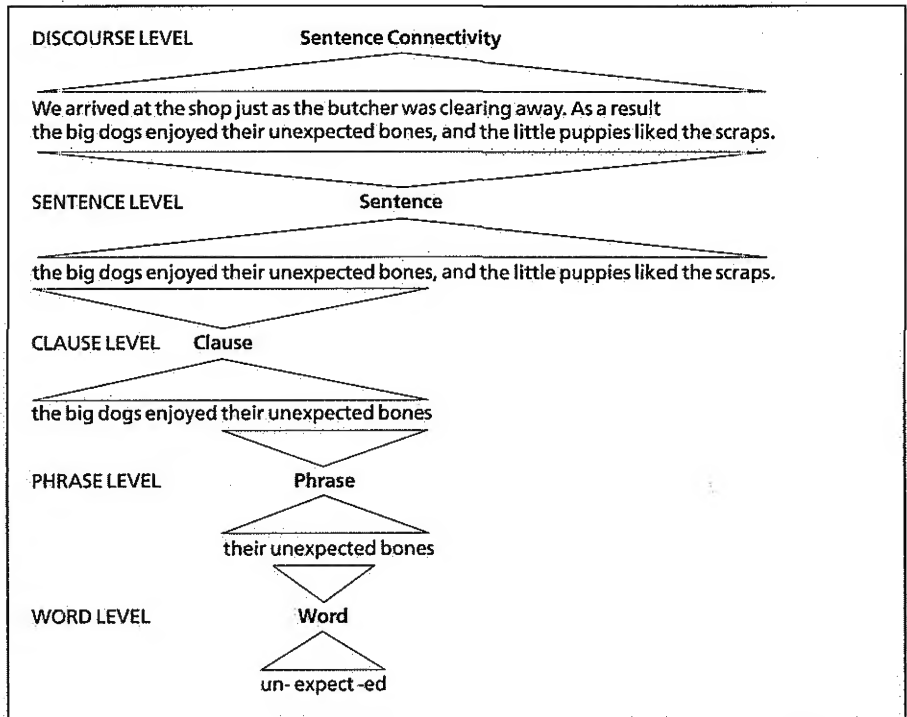 DISCOURSE LEVEL Sentence Connectivity
We arrived at the shop just as the butcher was clearing away. As a result
the big dogs enjoyed their unexpected bones, and the little puppies liked the scraps.
SENTENCE LEVEL Sentence
the big dogs enjoyed their unexpected bones, and the little puppies liked the scraps.
CLAUSE LEVEL Clause
the big dogs enjoyed their unexpected bones
PHRASE LEVEL Phrase
their unexpected bones
WORD LEVEL Word
un- expect -ed